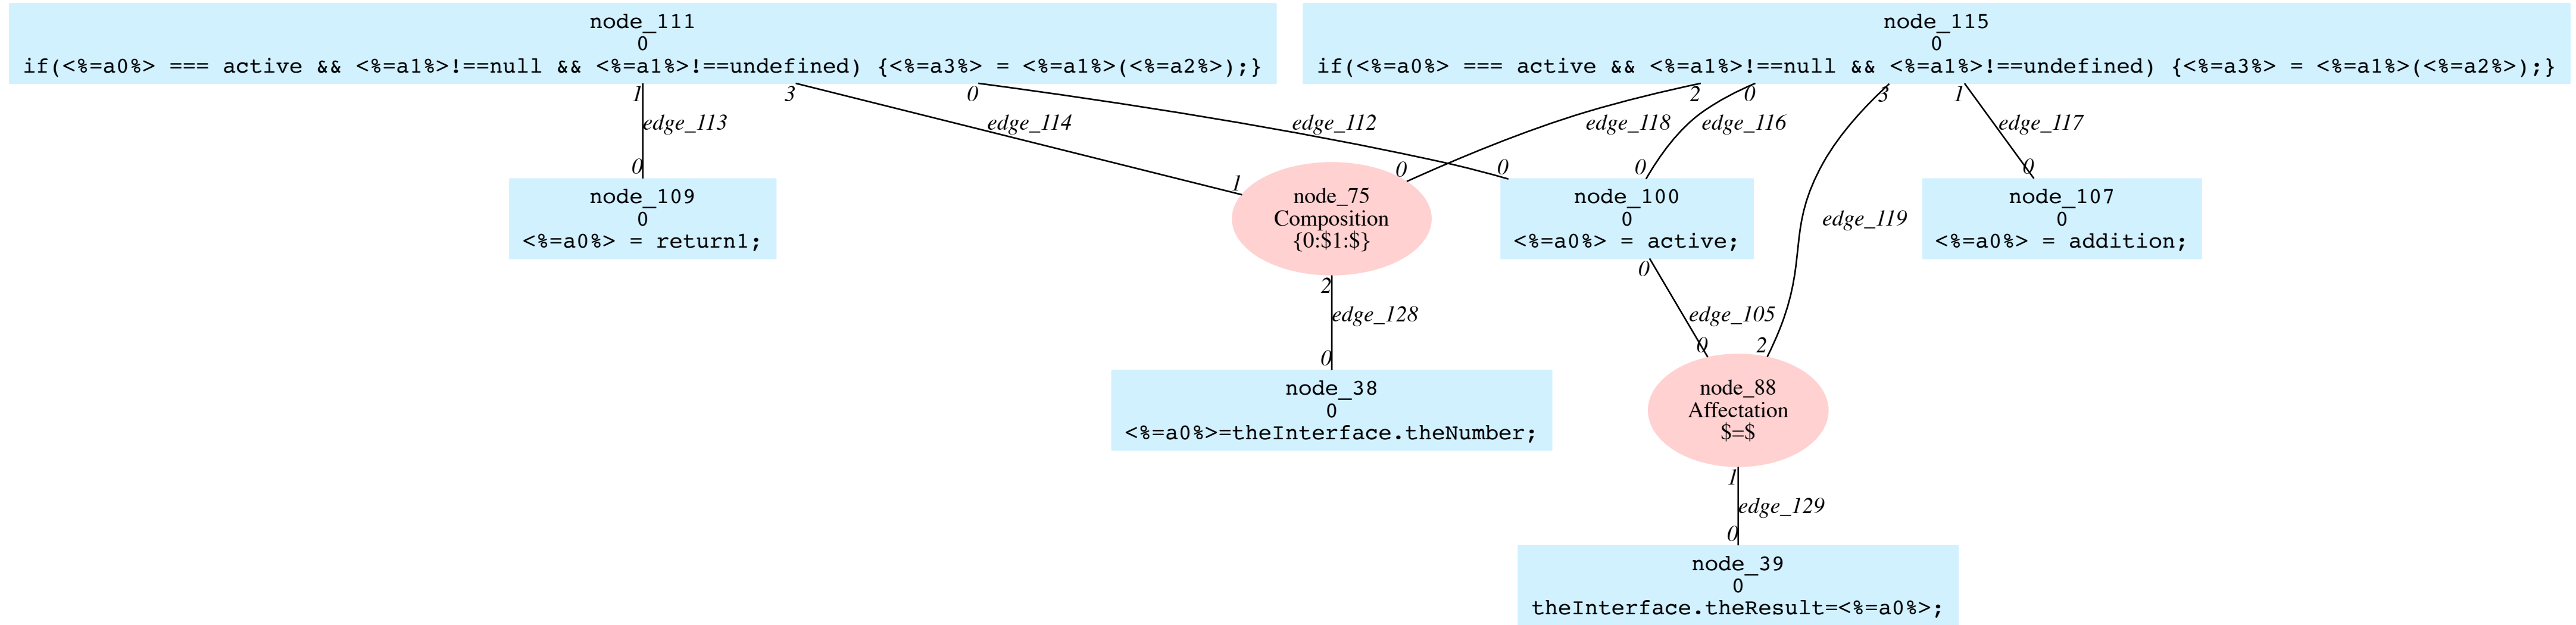 node_111
0
if(<%=a0%> === active && <%=a1%>!==null && <%=a1%>!==undefined) {<%=a3%> = <%=a1%>(<%=a2%>);}
node_115
0
if(<%=a0%> === active && <%=a1%>!==null && <%=a1%>!==undefined) {<%=a3%> = <%=a1%>(<%=a2%>);}
1
3
0
2
0
3
1
edge_113
edge_114
edge_112
edge_118
edge_116
edge_117
0
1
0
0
0
0
node_109
0
<%=a0%> = return1;
node_75
Composition
{0:$1:$}
node_100
0
<%=a0%> = active;
edge_119
node_107
0
<%=a0%> = addition;
2
0
edge_128
edge_105
0
0
2
node_38
0
<%=a0%>=theInterface.theNumber;
node_88
Affectation
$=$
1
edge_129
0
node_39
0
theInterface.theResult=<%=a0%>;